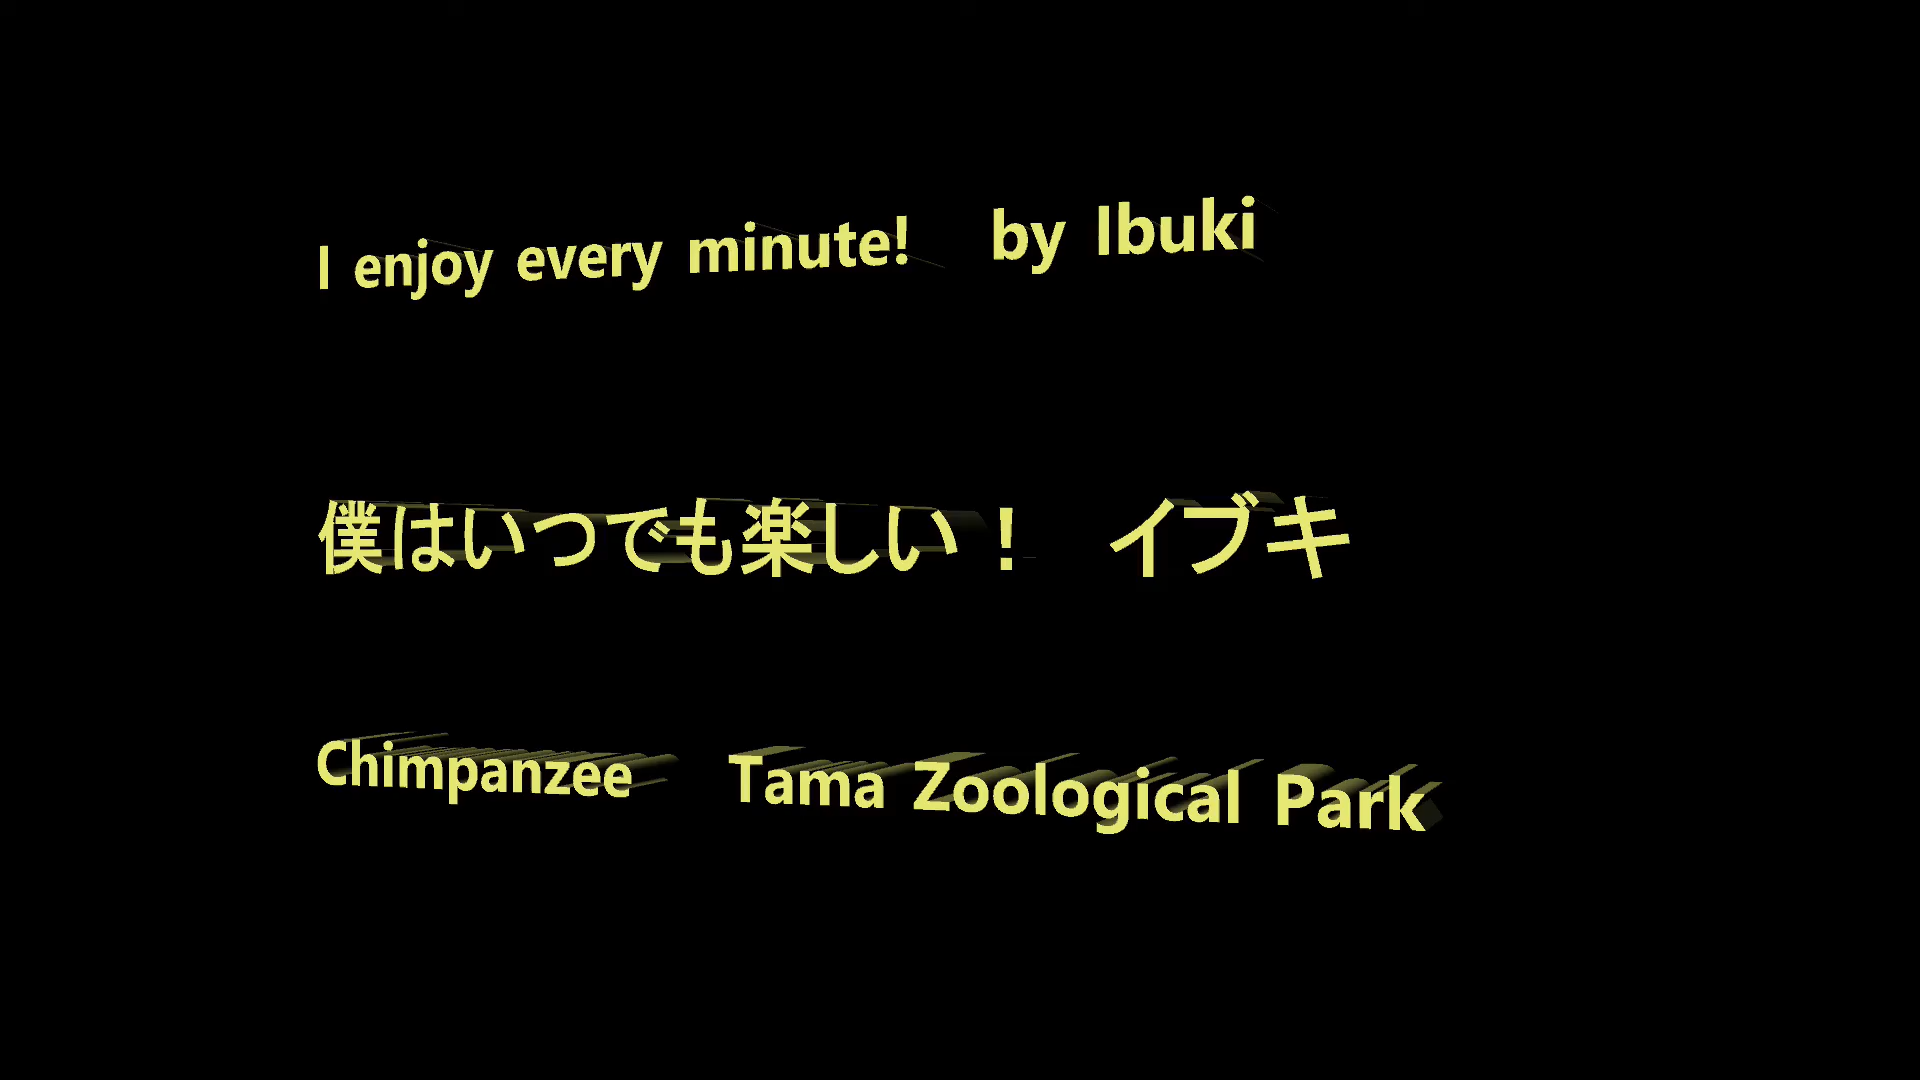 I enjoy every minute!　by Ibuki
僕はいつでも楽しい！　イブキ
Chimpanzee　Tama Zoological Park